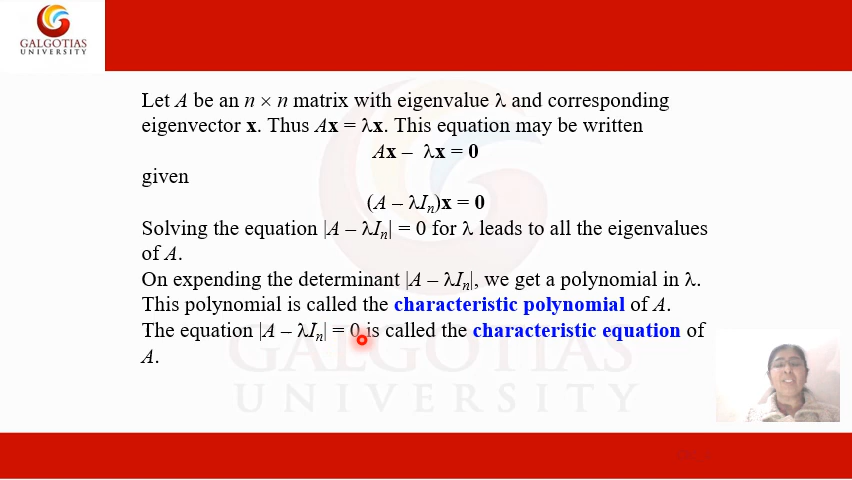 GALGOTIAS
UNIVERSITY
Let A be an n × n matrix with eigenvalue λ and corresponding
eigenvector x. Thus Ax = λx. This equation may be written
Ax – λx = 0
given
(A – λIₙ)x = 0
Solving the equation |A – λIₙ| = 0 for λ leads to all the eigenvalues
of A.
On expending the determinant |A – λIₙ|, we get a polynomial in λ.
This polynomial is called the characteristic polynomial of A.
The equation |A – λIₙ| = 0 is called the characteristic equation of
A.
GALGOTIAS
UNIVERSITY